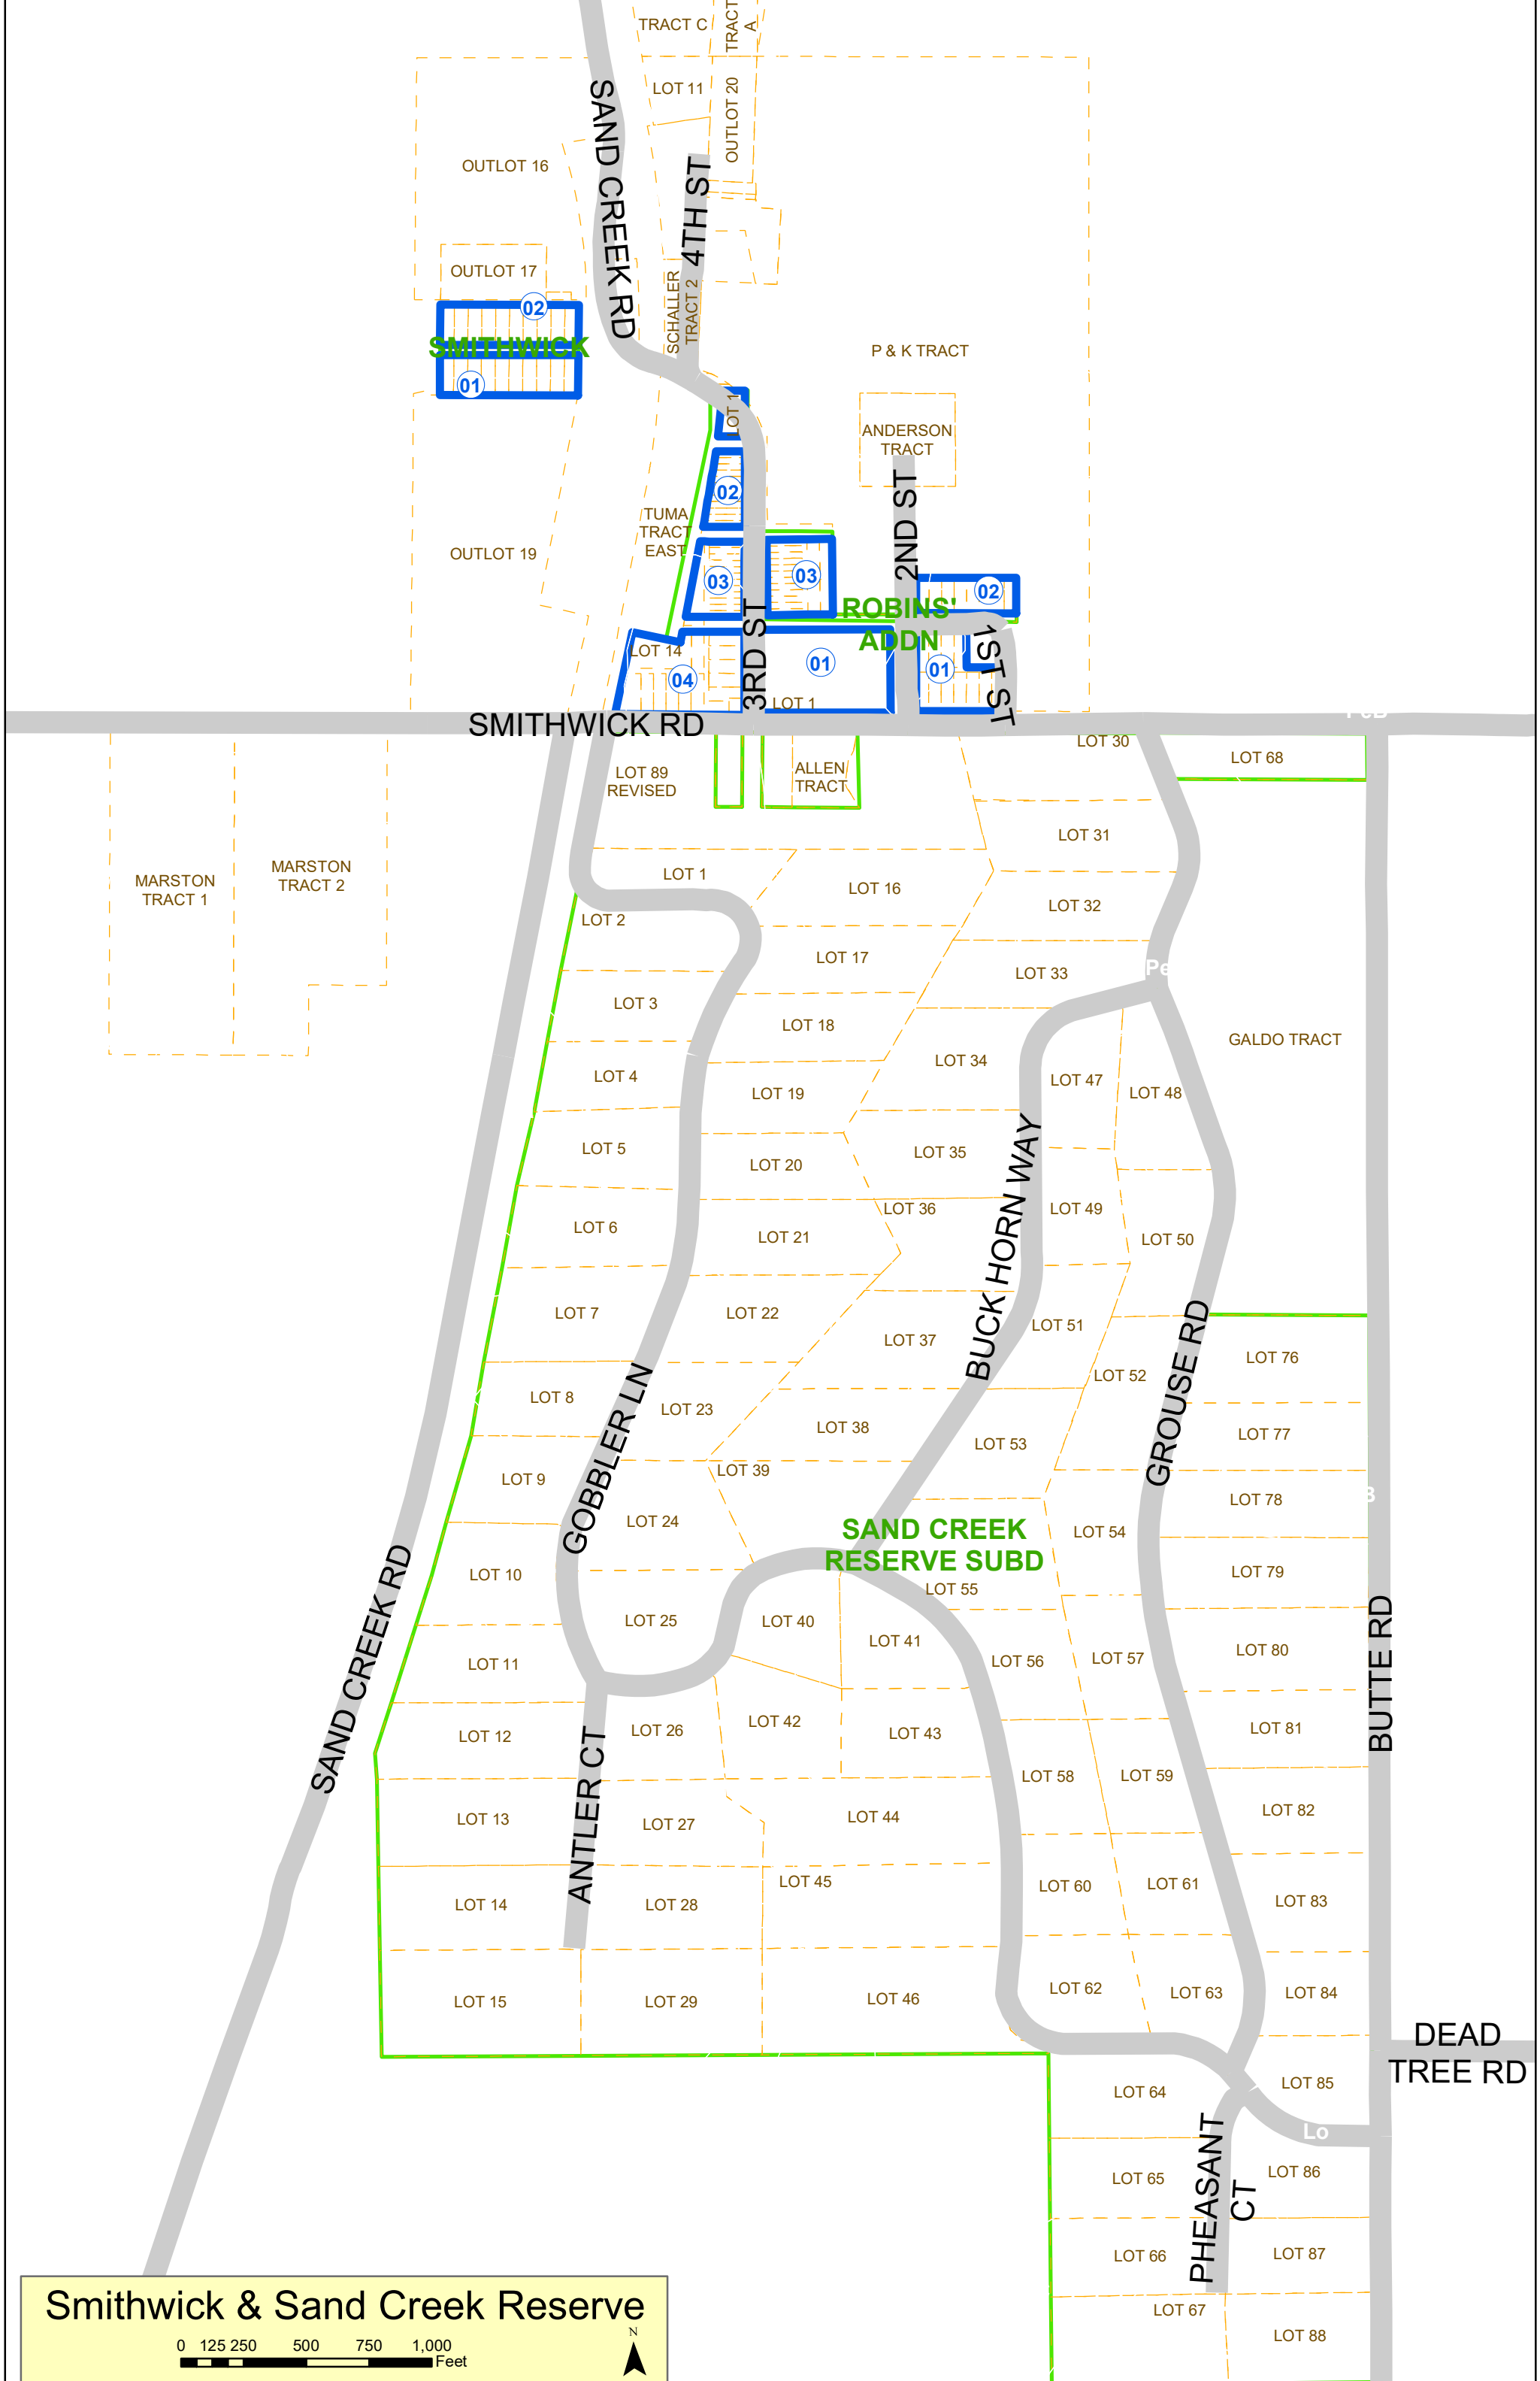 TRACT C
TRACT
A
LOT 11
OUTLOT 20
SAND CREEK RD
OUTLOT 16
4TH ST
OUTLOT 17
SCHALLER
TRACT 2
02
SMITHWICK
01
P & K TRACT
LOT 1
ANDERSON
TRACT
02
2ND ST
TUMA
TRACT
EAST
OUTLOT 19
03
03
02
ROBINS'
ADDN
3RD ST
1ST ST
LOT 14
04
01
01
LOT 1
SMITHWICK RD
LOT 30
LOT 68
LOT 89
REVISED
ALLEN
TRACT
LOT 31
MARSTON
TRACT 1
MARSTON
TRACT 2
LOT 1
LOT 16
LOT 32
LOT 2
LOT 17
LOT 33
Pe
LOT 3
LOT 18
GALDO TRACT
LOT 34
LOT 4
LOT 19
LOT 47
LOT 48
LOT 5
LOT 20
LOT 35
BUCK HORN WAY
LOT 36
LOT 49
LOT 6
LOT 21
LOT 50
LOT 7
LOT 22
LOT 37
LOT 51
GROUSE RD
LOT 76
LOT 52
LOT 8
LOT 23
GOBBLER LN
LOT 38
LOT 53
LOT 77
LOT 9
LOT 39
LOT 78
LOT 24
SAND CREEK
RESERVE SUBD
LOT 54
LOT 10
LOT 55
LOT 79
SAND CREEK RD
LOT 25
LOT 40
LOT 41
LOT 56
LOT 57
LOT 80
BUTTE RD
LOT 11
LOT 12
LOT 26
LOT 42
LOT 43
LOT 81
ANTLER CT
LOT 58
LOT 59
LOT 13
LOT 27
LOT 44
LOT 82
LOT 45
LOT 60
LOT 61
LOT 14
LOT 28
LOT 83
LOT 15
LOT 29
LOT 46
LOT 62
LOT 63
LOT 84
DEAD
TREE RD
LOT 64
LOT 85
Lo
PHEASANT
CT
LOT 65
LOT 86
LOT 66
LOT 87
LOT 67
LOT 88
Smithwick & Sand Creek Reserve
N
0 125 250 500 750 1,000
Feet